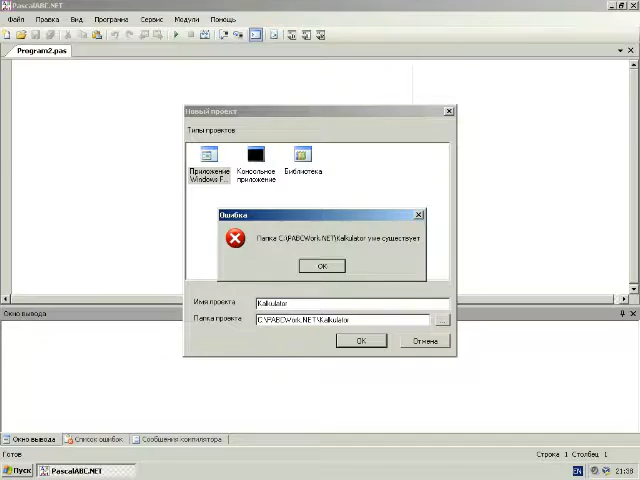 PascalABC.NET
Файл Правка Вид Программа Сервис Модули Помощь
Program2.pas
Новый проект
Типы проектов
Приложение Windows F...
Консольное приложение
Библиотека
Ошибка
Папка C:\PABCWork.NET\Kalkulator уже существует
OK
Имя проекта
Kalkulator
Папка проекта
C:\PABCWork.NET\Kalkulator
...
OK
Отмена
Окно вывода
Окно вывода Список ошибок Сообщения компилятора
Готов
Строка 1 Столбец 1
Пуск
PascalABC.NET
EN
21:38